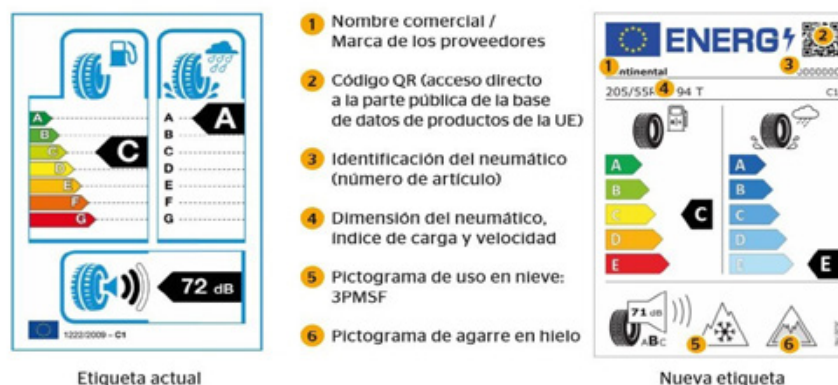 A
B
C
D
E
F
G
C
A
B
C
D
E
F
G
A
72 dB
1222/2009 - C1
Etiqueta actual
1 Nombre comercial /
Marca de los proveedores
2 Código QR (acceso directo
a la parte pública de la base
de datos de productos de la UE)
3 Identificación del neumático
(número de artículo)
4 Dimensión del neumático,
índice de carga y velocidad
5 Pictograma de uso en nieve:
3PMSF
6 Pictograma de agarre en hielo
ENERG
2
1
3
4
94 T
C1
A
B
C
D
E
C
A
B
C
D
E
E
71 dB
ABC
5
6
Nueva etiqueta